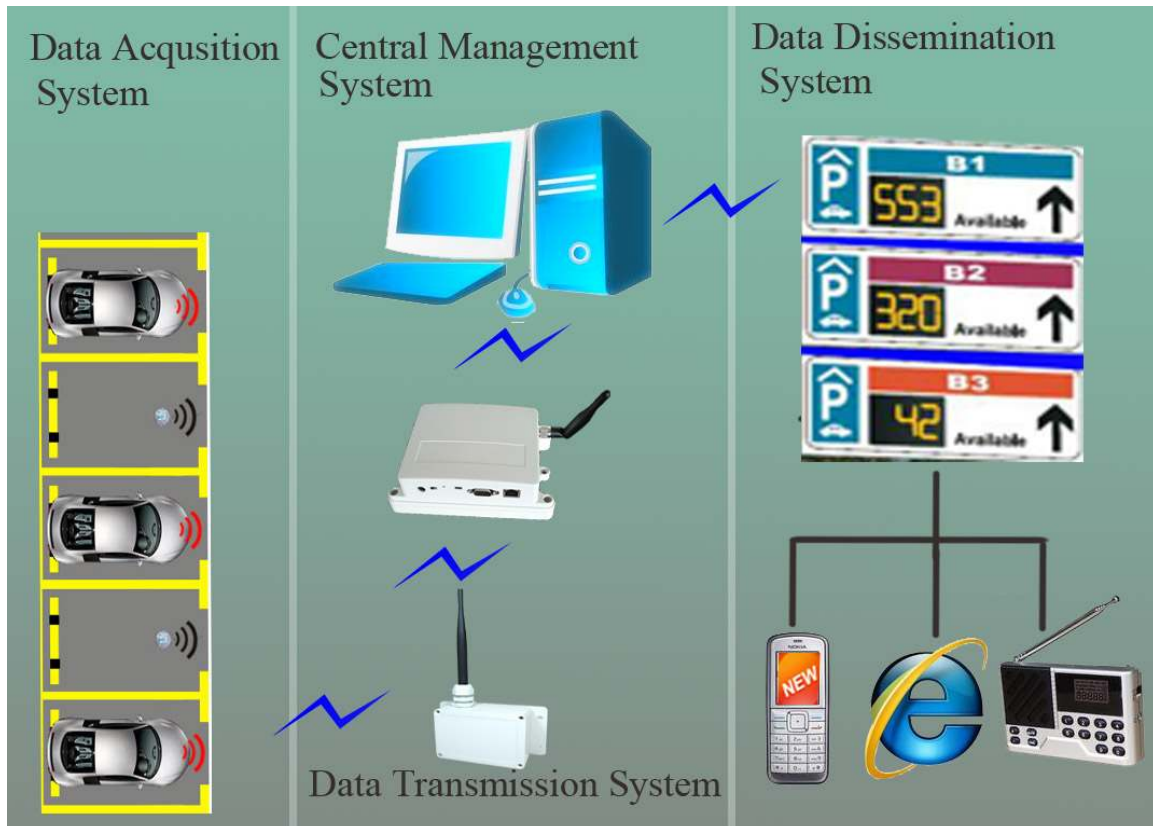 Data Acqusition
System
Central Management
System
Data Transmission System
Data Dissemination
System
B1
P
553
Available
B2
P
320
Available
B3
P
42
Available
NOKIA
NEW